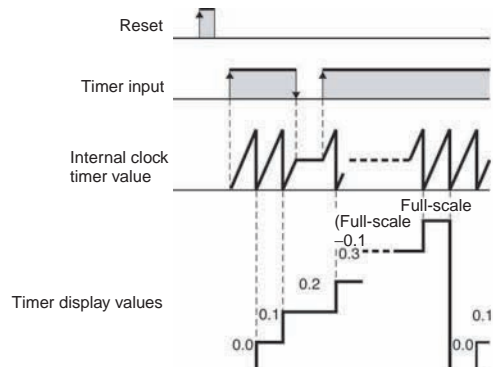 Reset
Timer input
Internal clock
timer value
Full-scale
(Full-scale
−0.1
0.3
0.2
Timer display values
0.1
0.1
0.0
0.0